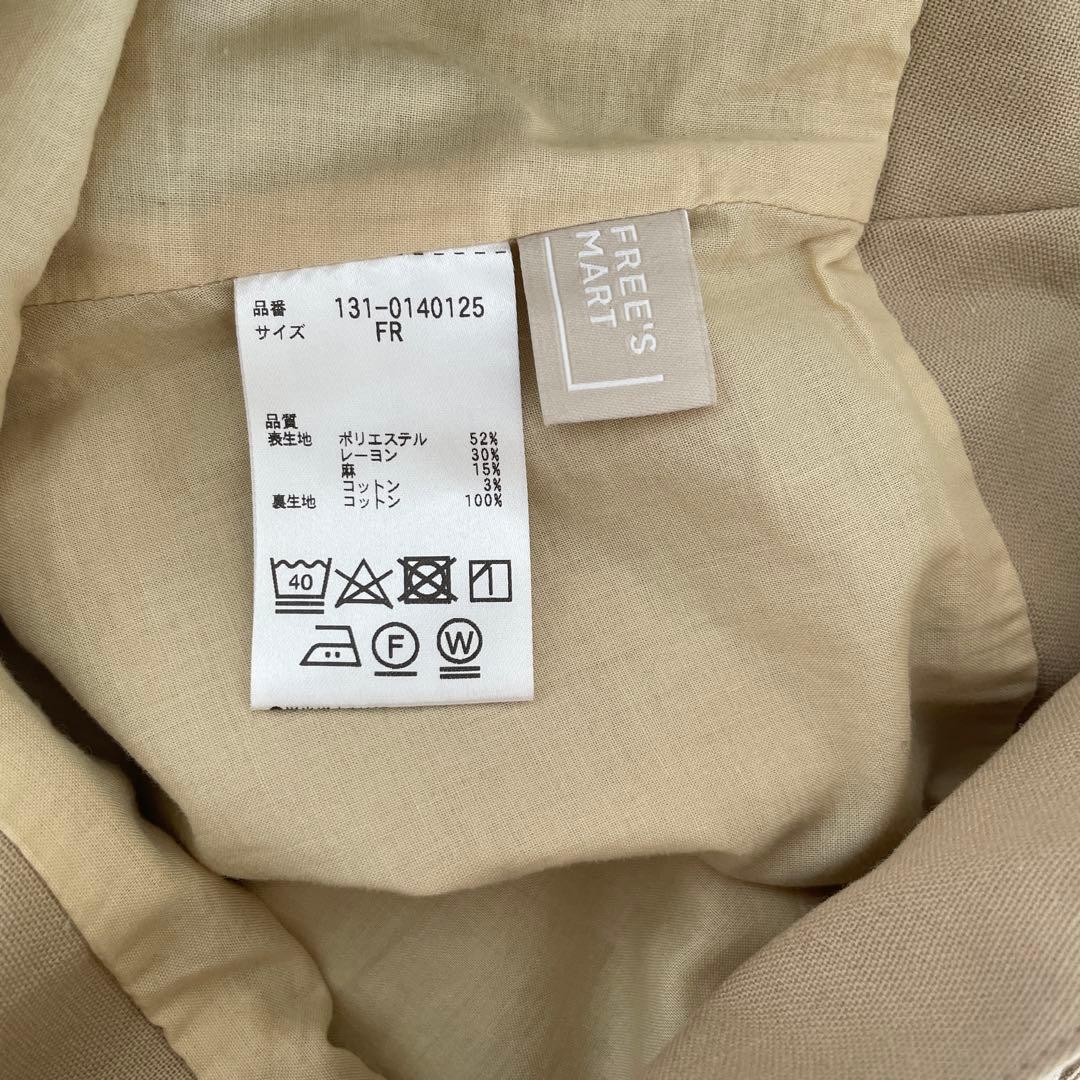 品番 131-0140125
サイズ FR
品質
表生地 ポリエステル 52%
レーヨン 30%
麻 15%
コットン 3%
裏生地 コットン 100%
40
F
W
FREE'S
MART